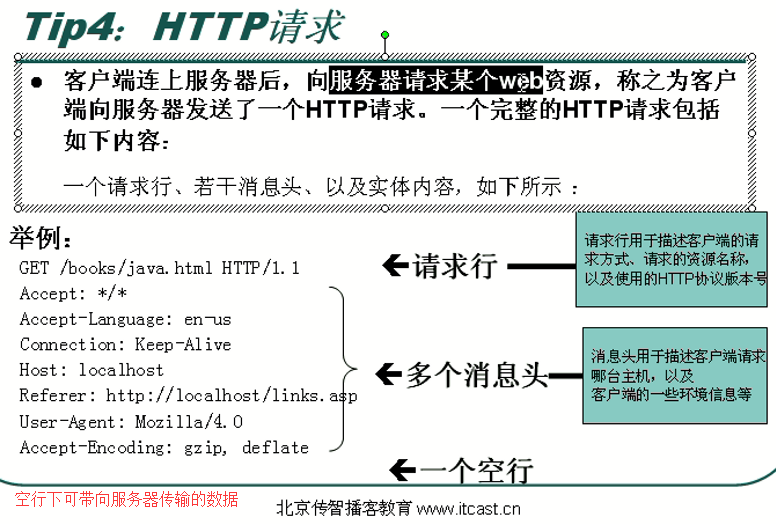 Tip4：HTTP请求
● 客户端连上服务器后，向服务器请求某个web资源，称之为客户
端向服务器发送了一个HTTP请求。一个完整的HTTP请求包括
如下内容：
一个请求行、若干消息头、以及实体内容，如下所示 ：
举例：
GET /books/java.html HTTP/1.1
Accept: */*
Accept-Language: en-us
Connection: Keep-Alive
Host: localhost
Referer: http://localhost/links.asp
User-Agent: Mozilla/4.0
Accept-Encoding: gzip, deflate
请求行
请求行用于描述客户端的请
求方式、请求的资源名称，
以及使用的HTTP协议版本号
多个消息头
消息头用于描述客户端请求
哪台主机，以及
客户端的一些环境信息等
一个空行
空行下可带向服务器传输的数据
北京传智播客教育 www.itcast.cn